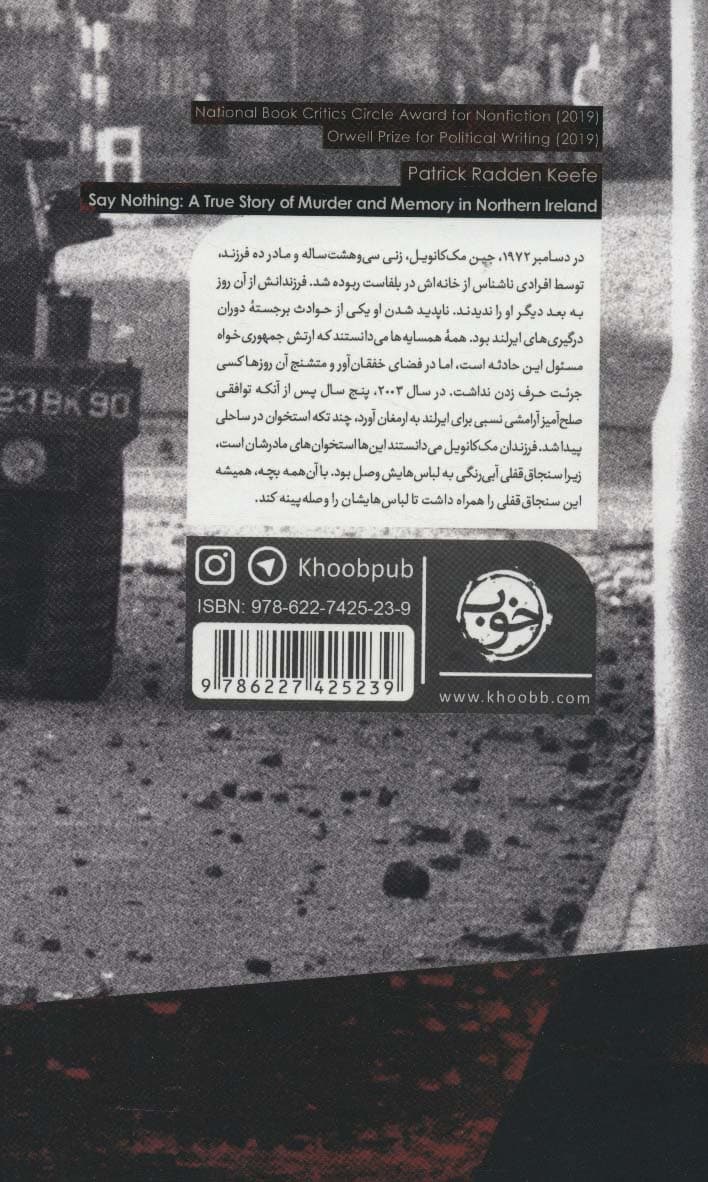 National Book Critics Circle Award for Nonfiction (2019)
Orwell Prize for Political Writing (2019)
Patrick Radden Keefe
Say Nothing: A True Story of Murder and Memory in Northern Ireland
در دسامبر ۱۹۷۲، جین مک‌کانویل، زنی سی‌وهشت‌ساله و مادر ده فرزند،
توسط افرادی ناشناس از خانه‌اش در بلفاست ربوده شد. فرزندانش از آن روز
به بعد دیگر او را ندیدند. ناپدید شدن او یکی از حوادث برجستهٔ دوران
درگیری‌های ایرلند بود. همهٔ همسایه‌ها می‌دانستند که ارتش جمهوری‌خواه
مسئول این حادثه است، اما در فضای خفقان‌آور و متشنج آن روزها کسی
جرئت حرف زدن نداشت. در سال ۲۰۰۳، پنج سال پس از آنکه توافقی
صلح‌آمیز آرامشی نسبی برای ایرلند به ارمغان آورد، چند تکه استخوان در ساحلی
پیدا شد. فرزندان مک‌کانویل می‌دانستند این‌ها استخوان‌های مادرشان است،
زیرا سنجاق‌قفلی آبی‌رنگی به لباس‌هایش وصل بود. با آن‌همه بچه، همیشه
این سنجاق‌قفلی را همراه داشت تا لباس‌هایشان را وصله‌پینه کند.
23BK90
Khoobpub
ISBN: 978-622-7425-23-9
9 786227 425239
خوب
www.khoobb.com